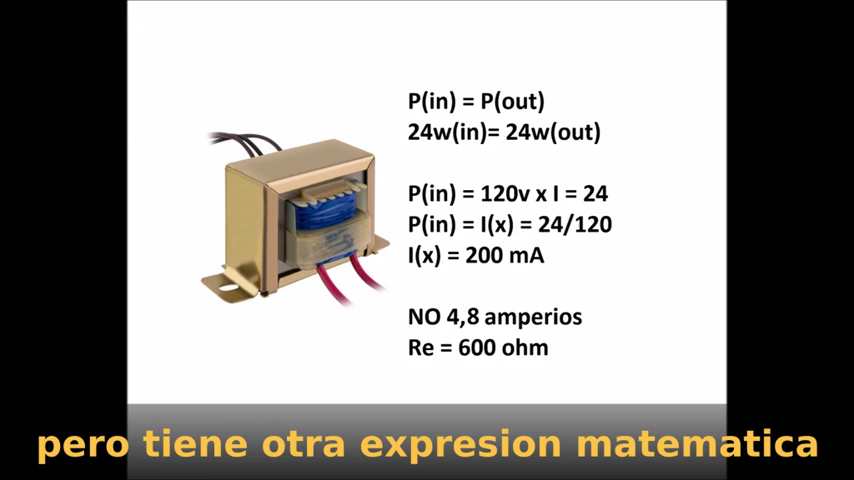 P(in) = P(out)
24w(in)= 24w(out)
P(in) = 120v x I = 24
P(in) = I(x) = 24/120
I(x) = 200 mA
NO 4,8 amperios
Re = 600 ohm
pero tiene otra expresion matematica